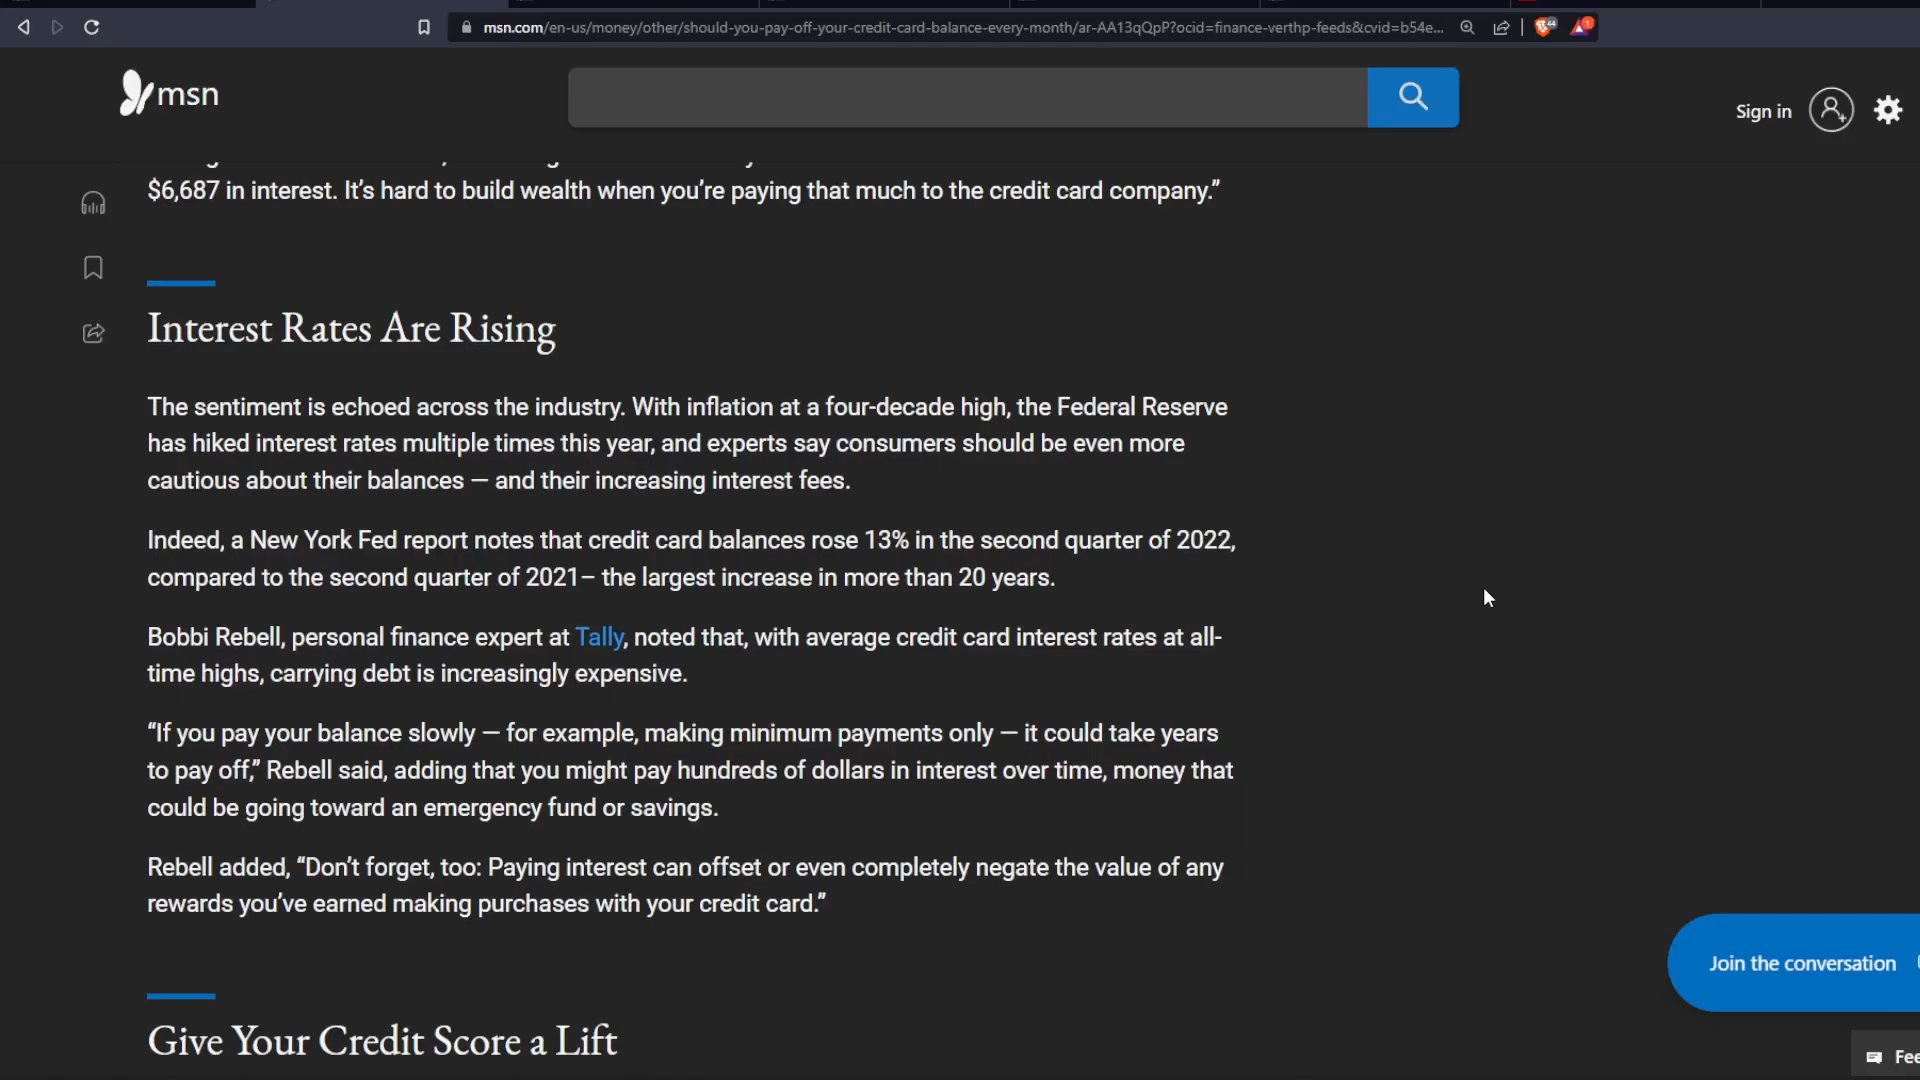 msn.com/en-us/money/other/should-you-pay-off-your-credit-card-balance-every-month/ar-AA13qQpP?ocid=finance-verthp-feeds&cvid=b54e...
44
1
msn
Sign in
$6,687 in interest. It’s hard to build wealth when you’re paying that much to the credit card company.”
Interest Rates Are Rising
The sentiment is echoed across the industry. With inflation at a four-decade high, the Federal Reserve
has hiked interest rates multiple times this year, and experts say consumers should be even more
cautious about their balances — and their increasing interest fees.
Indeed, a New York Fed report notes that credit card balances rose 13% in the second quarter of 2022,
compared to the second quarter of 2021– the largest increase in more than 20 years.
Bobbi Rebell, personal finance expert at Tally, noted that, with average credit card interest rates at all-
time highs, carrying debt is increasingly expensive.
“If you pay your balance slowly — for example, making minimum payments only — it could take years
to pay off,” Rebell said, adding that you might pay hundreds of dollars in interest over time, money that
could be going toward an emergency fund or savings.
Rebell added, “Don’t forget, too: Paying interest can offset or even completely negate the value of any
rewards you’ve earned making purchases with your credit card.”
Join the conversation
Give Your Credit Score a Lift
Fee